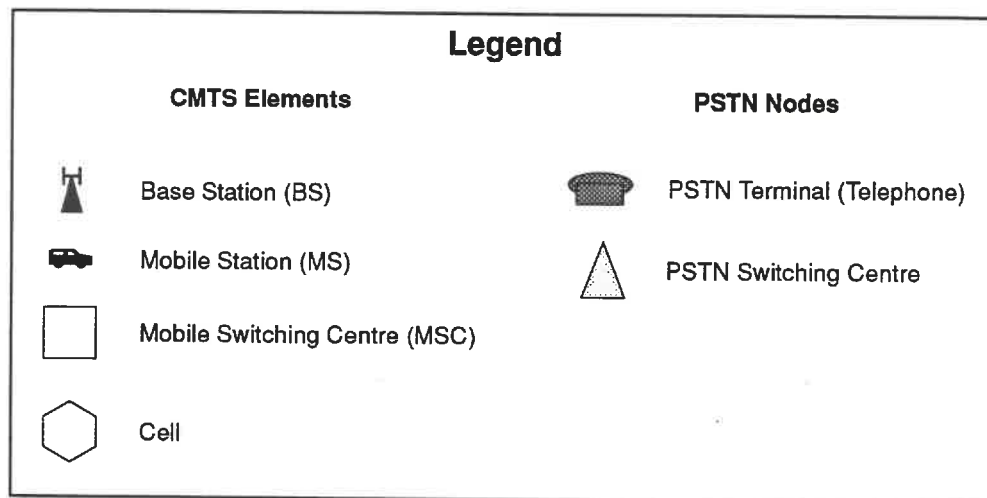 Legend
CMTS Elements
Base Station (BS)
Mobile Station (MS)
Mobile Switching Centre (MSC)
Cell
PSTN Nodes
PSTN Terminal (Telephone)
PSTN Switching Centre